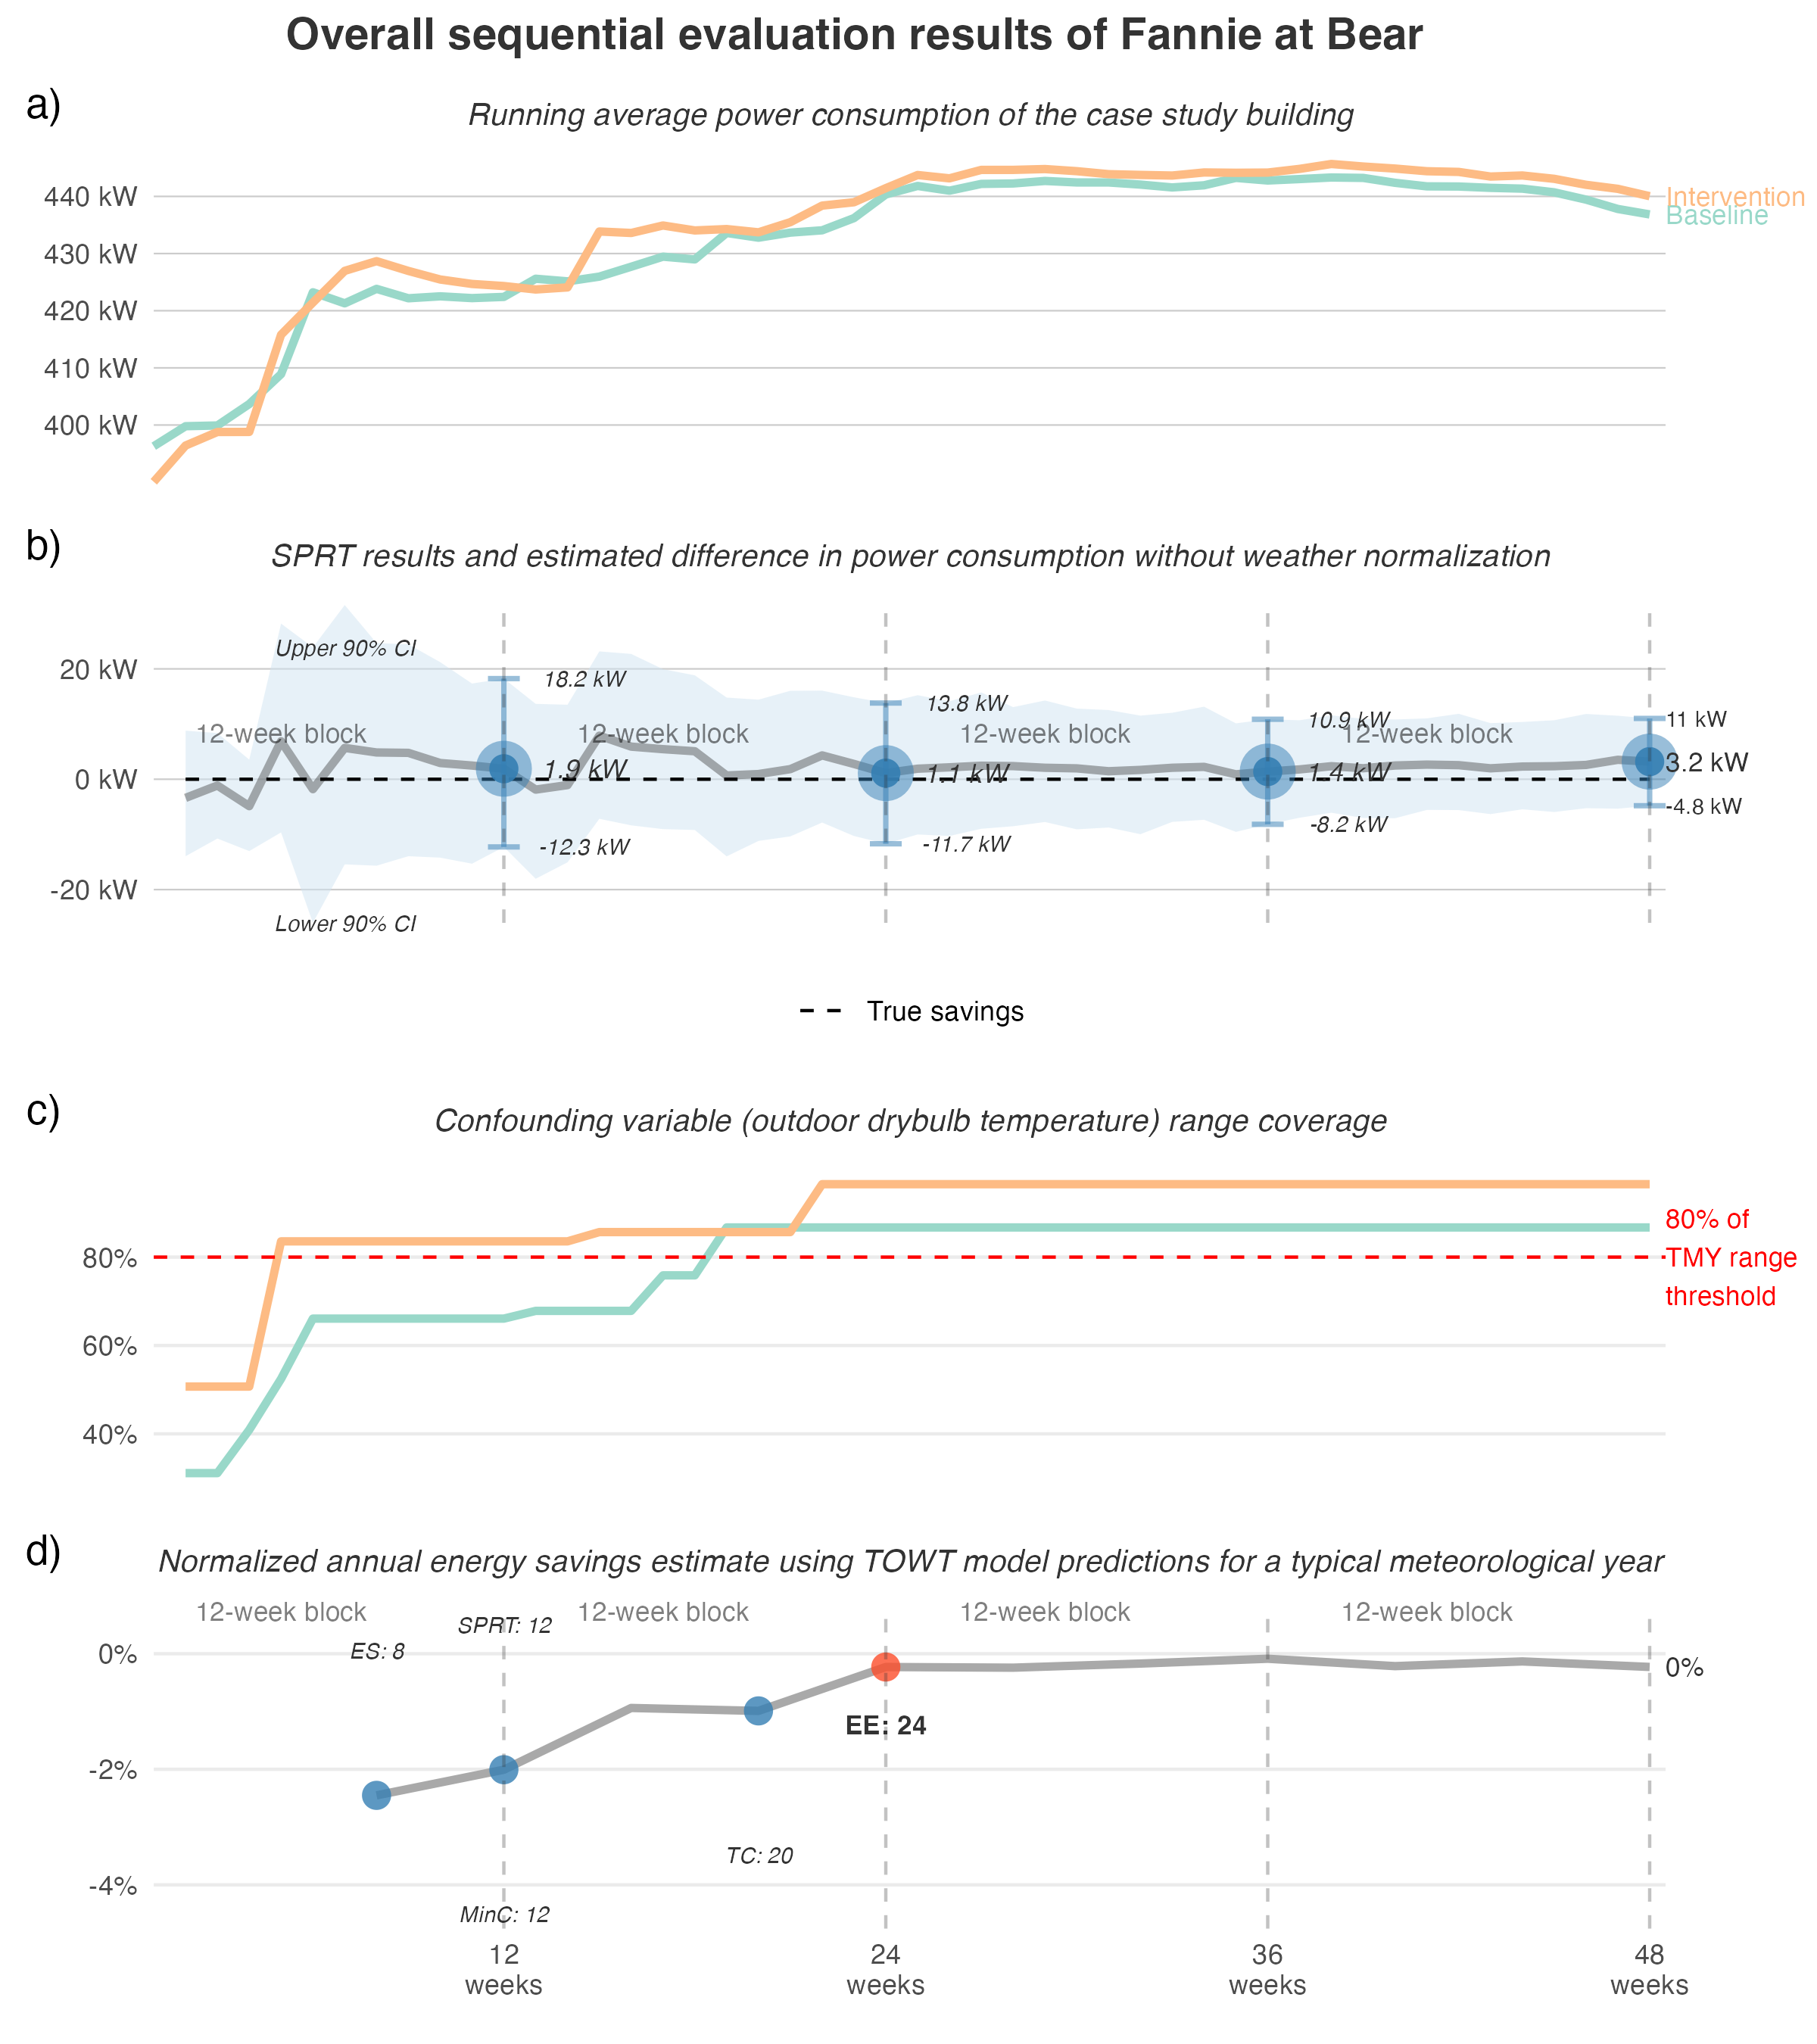 Overall sequential evaluation results of Fannie at Bear
a)
Running average power consumption of the case study building
440 kW
430 kW
420 kW
410 kW
400 kW
Intervention
Baseline
b)
SPRT results and estimated difference in power consumption without weather normalization
20 kW
0 kW
-20 kW
Upper 90% CI
Lower 90% CI
12-week block
12-week block
12-week block
12-week block
18.2 kW
1.9 kW
-12.3 kW
13.8 kW
1.1 kW
-11.7 kW
10.9 kW
1.4 kW
-8.2 kW
11 kW
3.2 kW
-4.8 kW
True savings
c)
Confounding variable (outdoor drybulb temperature) range coverage
80%
60%
40%
80% of
TMY range
threshold
d)
Normalized annual energy savings estimate using TOWT model predictions for a typical meteorological year
12-week block
12-week block
12-week block
12-week block
0%
-2%
-4%
SPRT: 12
ES: 8
EE: 24
TC: 20
MinC: 12
0%
12
weeks
24
weeks
36
weeks
48
weeks